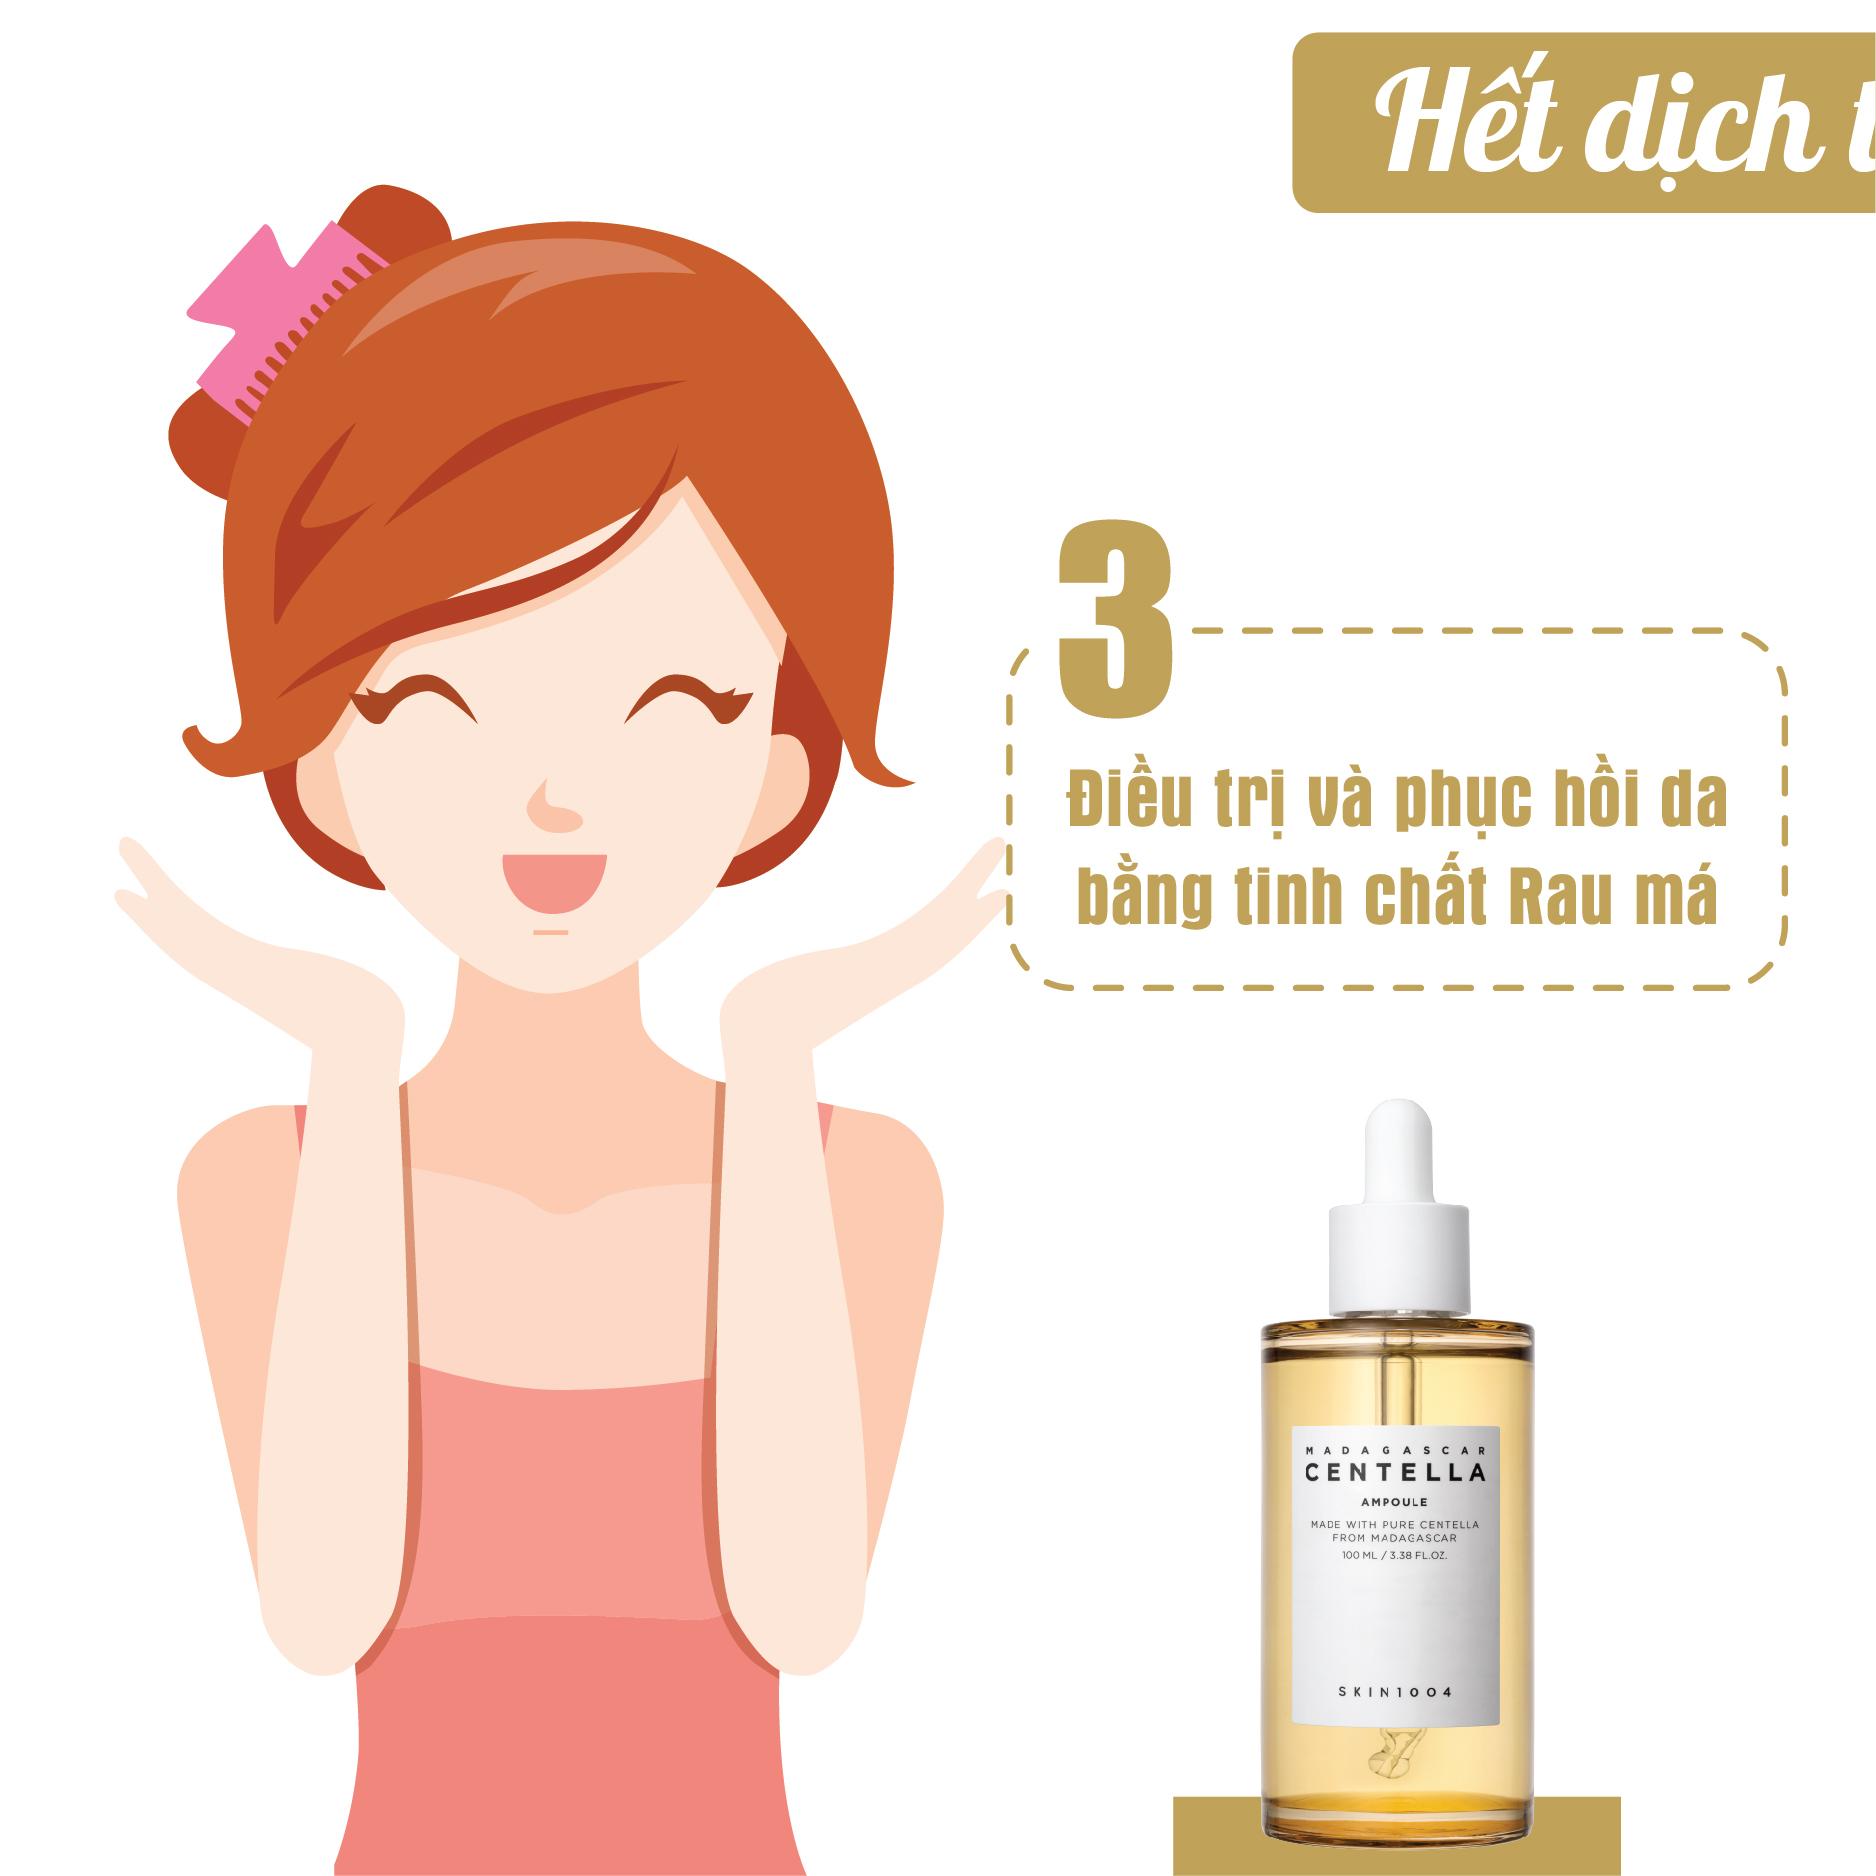 Hết dịch
3
Điều trị và phục hồi da
bằng tinh chất Rau má
MADAGASCAR
CENTELLA
AMPOULE
MADE WITH PURE CENTELLA
FROM MADAGASCAR
100 ML / 3.38 FL.OZ.
SKIN1004